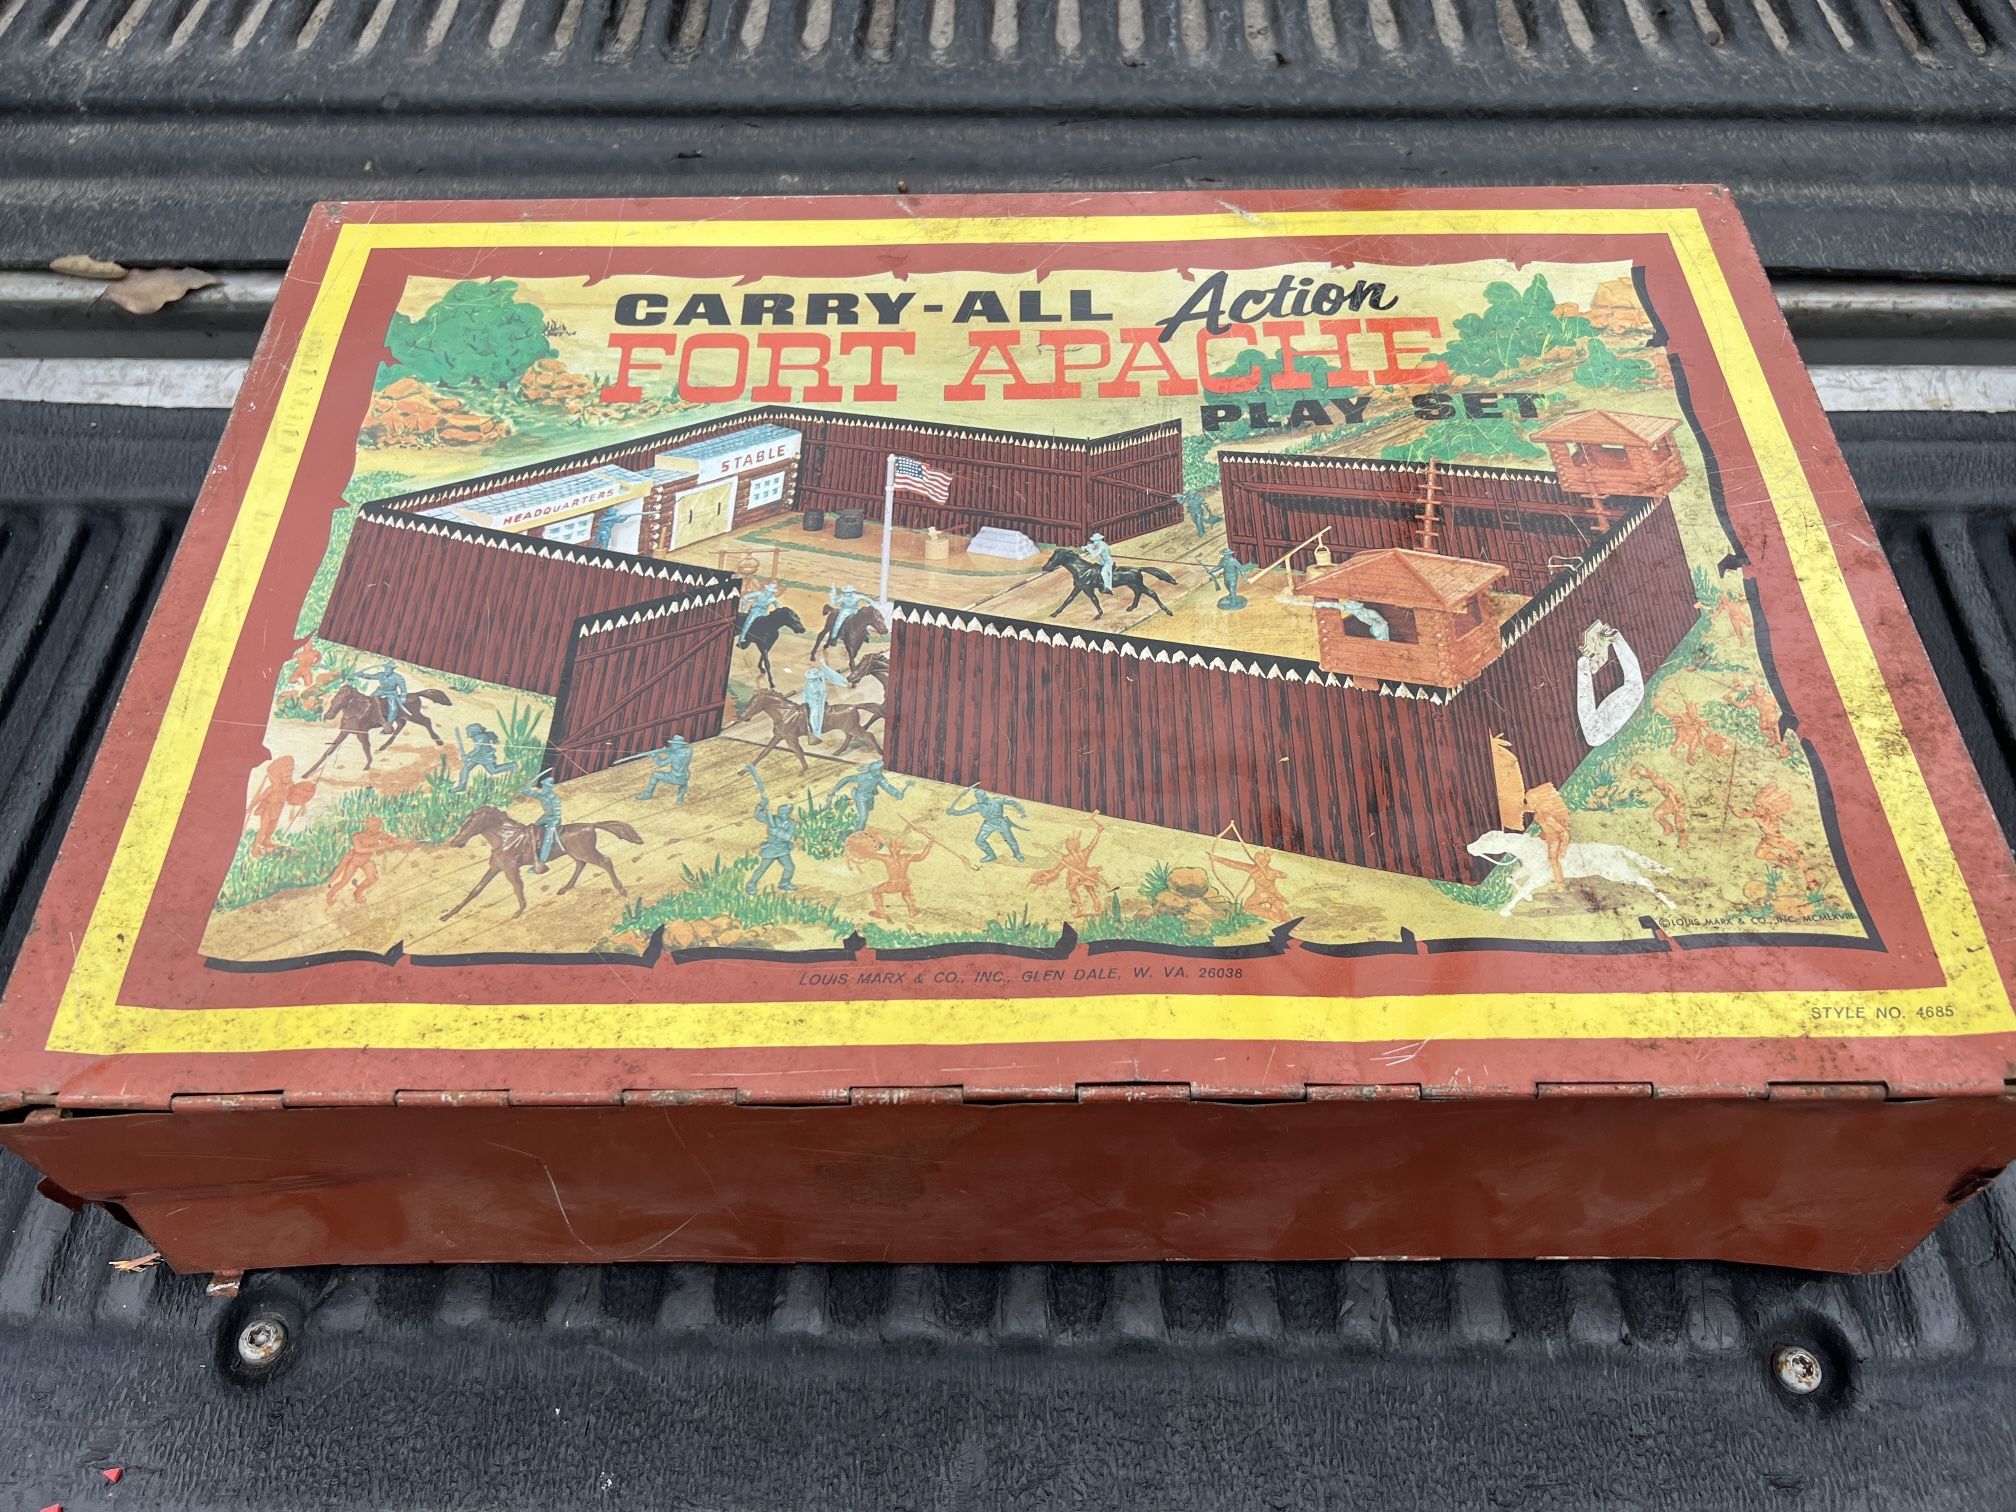 CARRY-ALL Action
FORT APACHE
PLAY SET
STABLE
HEADQUARTERS
© LOUIS MARX & CO., INC. MCMLXVIII
LOUIS MARX & CO., INC., GLEN DALE, W. VA. 26038
STYLE NO. 4685